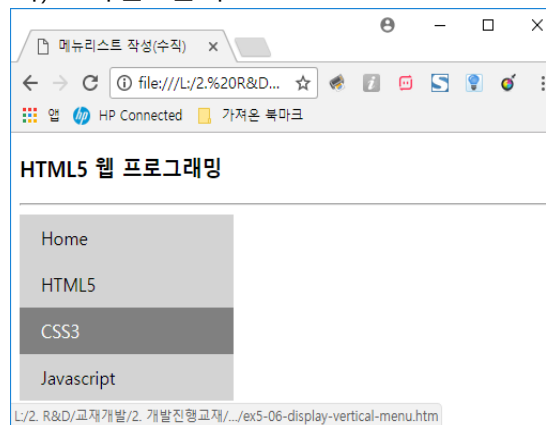 메뉴리스트 작성(수직)
file:///L:/2.%20R&D...
앱 HP Connected 가져온 북마크
HTML5 웹 프로그래밍
Home
HTML5
CSS3
Javascript
L:/2. R&D/교재개발/2. 개발진행교재/.../ex5-06-display-vertical-menu.htm